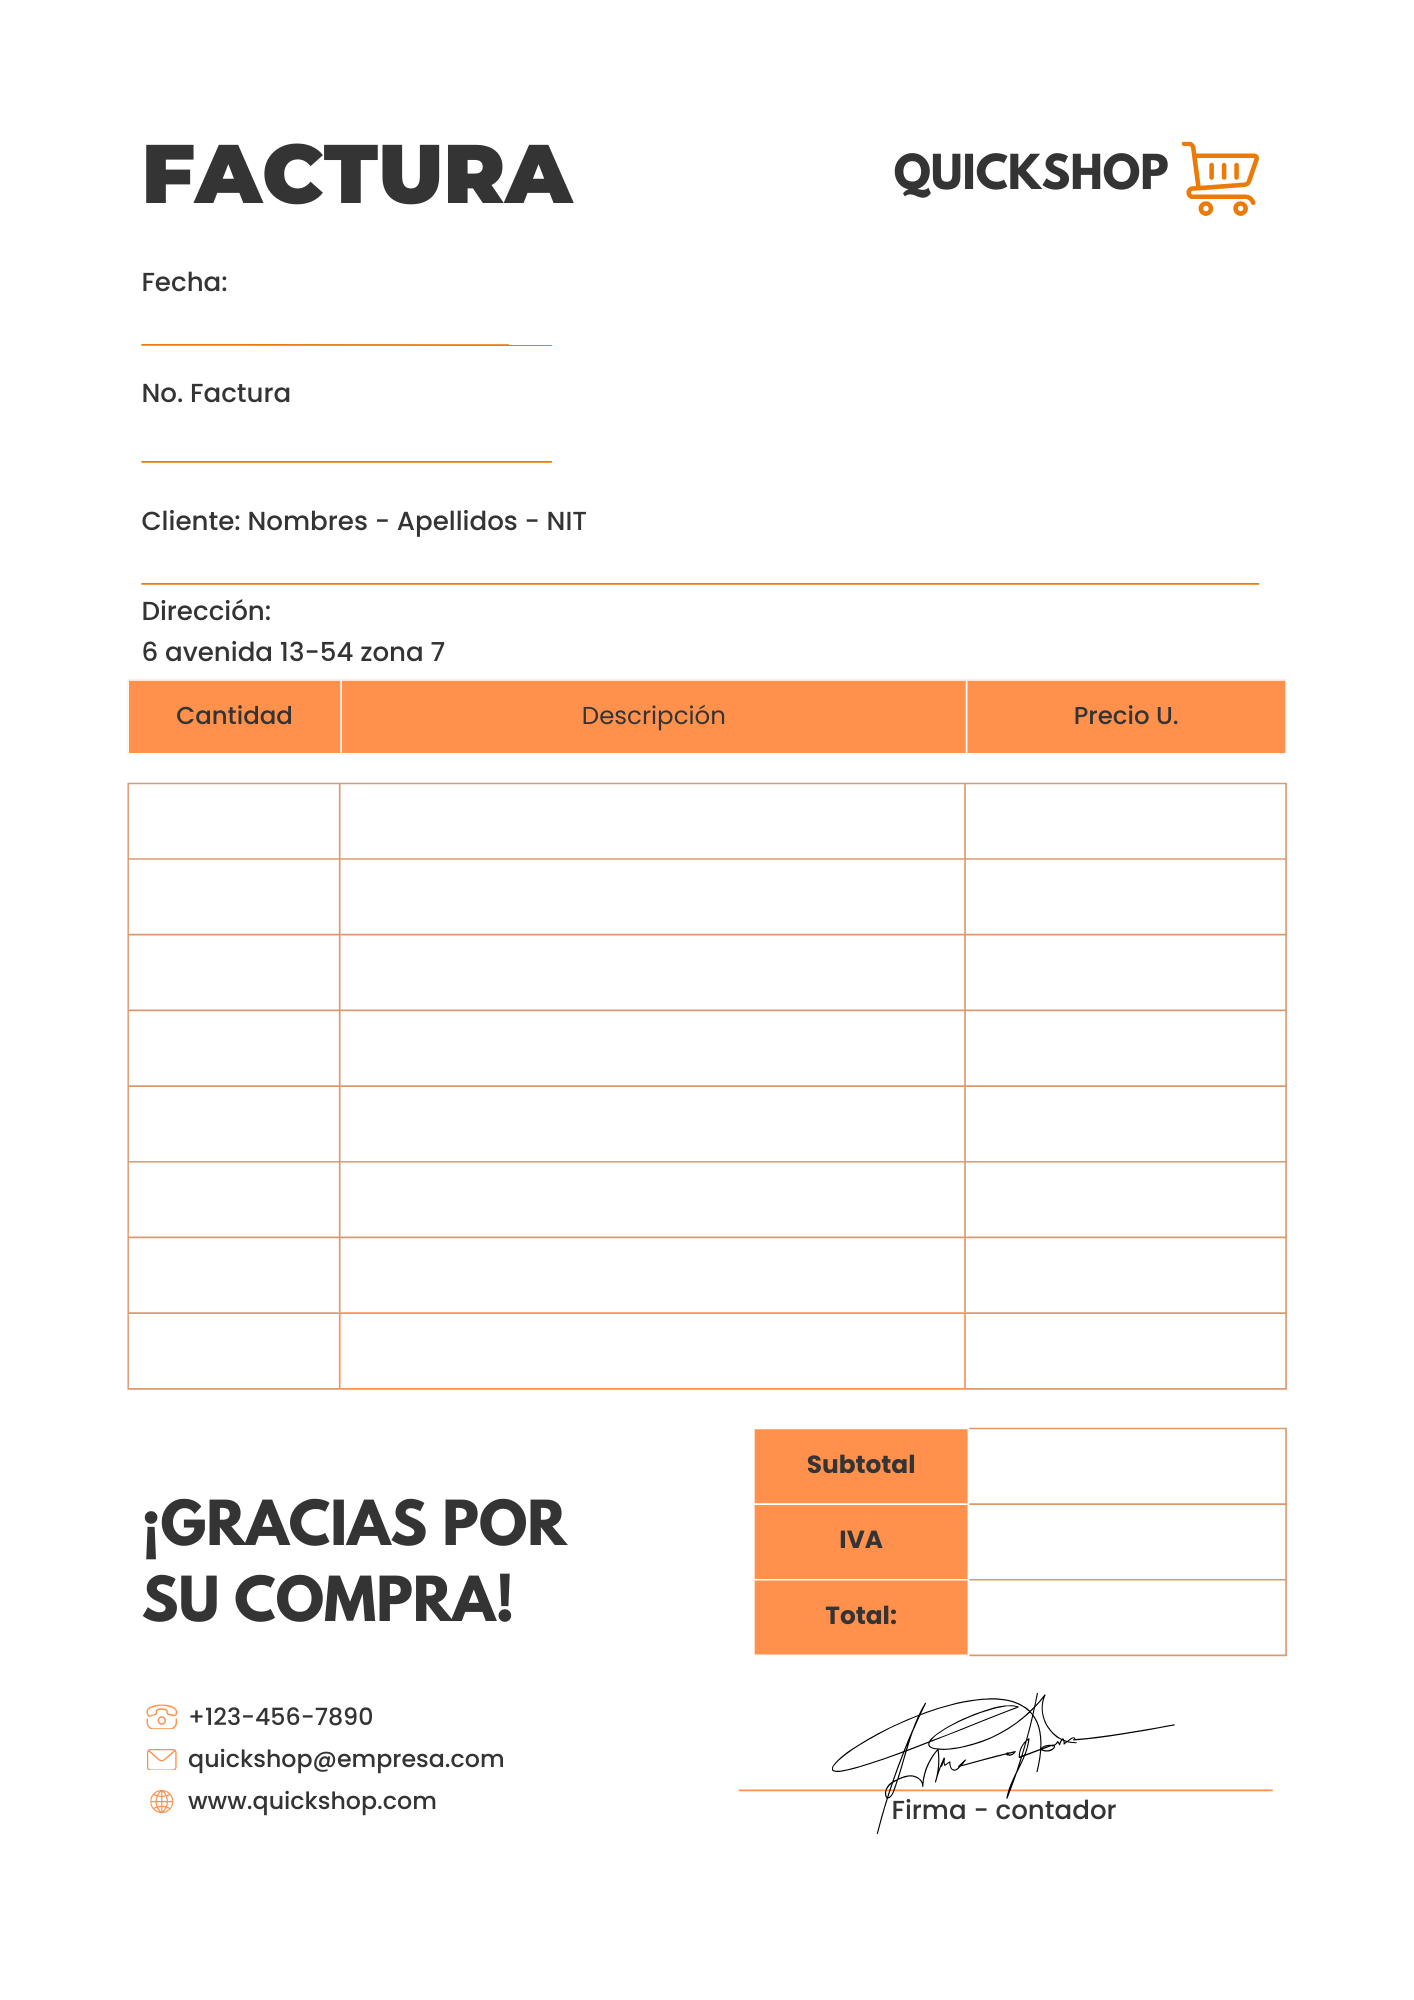 FACTURA
QUICKSHOP
Fecha:
No. Factura
Cliente: Nombres - Apellidos - NIT
Dirección:
6 avenida 13-54 zona 7
Cantidad Descripción Precio U.
Subtotal
IVA
Total:
¡GRACIAS POR
SU COMPRA!
+123-456-7890
quickshop@empresa.com
www.quickshop.com
Firma - contador